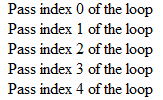 Pass index 0 of the loop
Pass index 1 of the loop
Pass index 2 of the loop
Pass index 3 of the loop
Pass index 4 of the loop